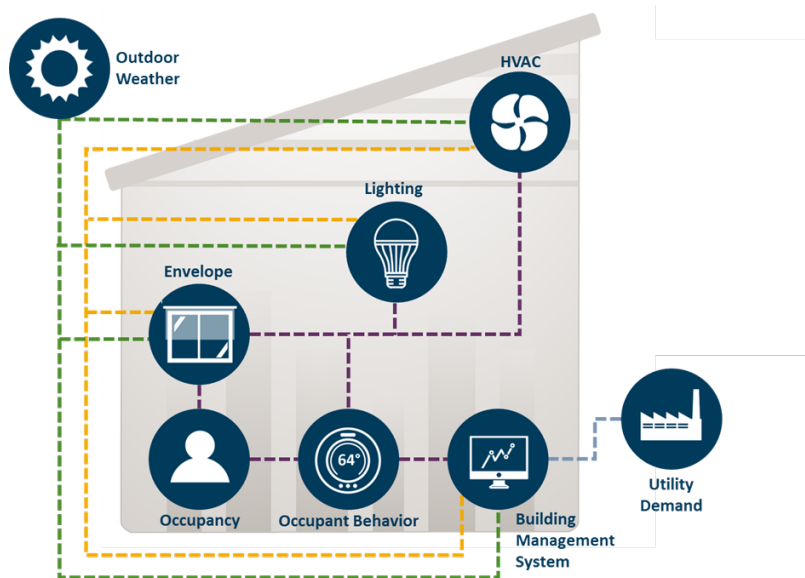 Outdoor
Weather
HVAC
Lighting
Envelope
64°
Occupancy
Occupant Behavior
Building
Management
System
Utility
Demand